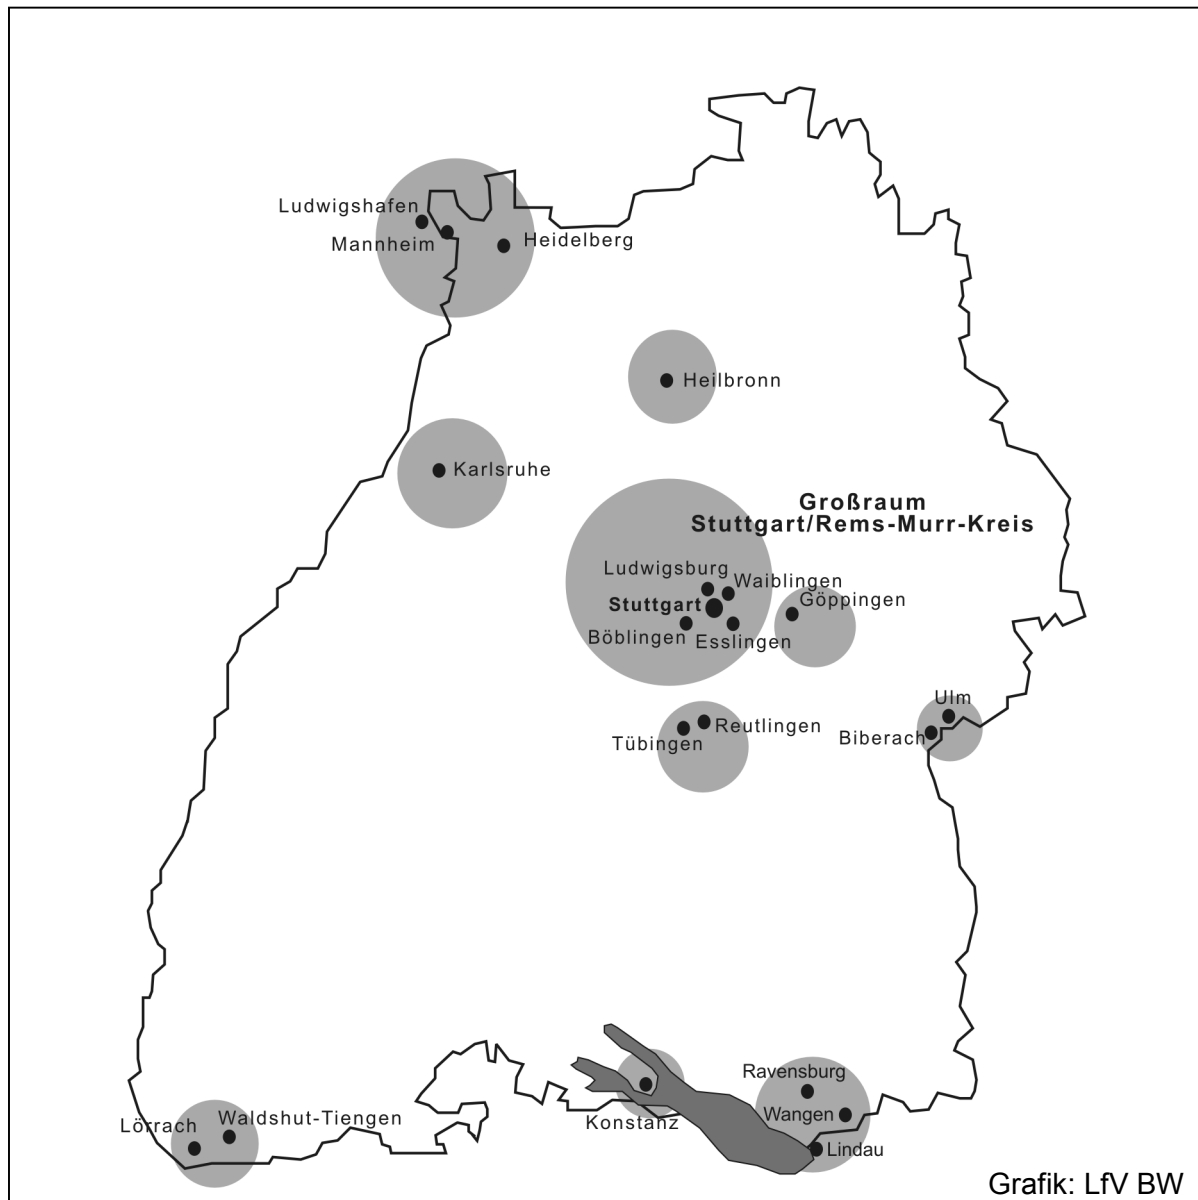 Ludwigshafen
Mannheim
Heidelberg
Heilbronn
Karlsruhe
Großraum
Stuttgart/Rems-Murr-Kreis
Ludwigsburg
Waiblingen
Stuttgart
Göppingen
Böblingen
Esslingen
Ulm
Reutlingen
Tübingen
Biberach
Ravensburg
Wangen
Konstanz
Lindau
Waldshut-Tiengen
Lörrach
Grafik: LfV BW